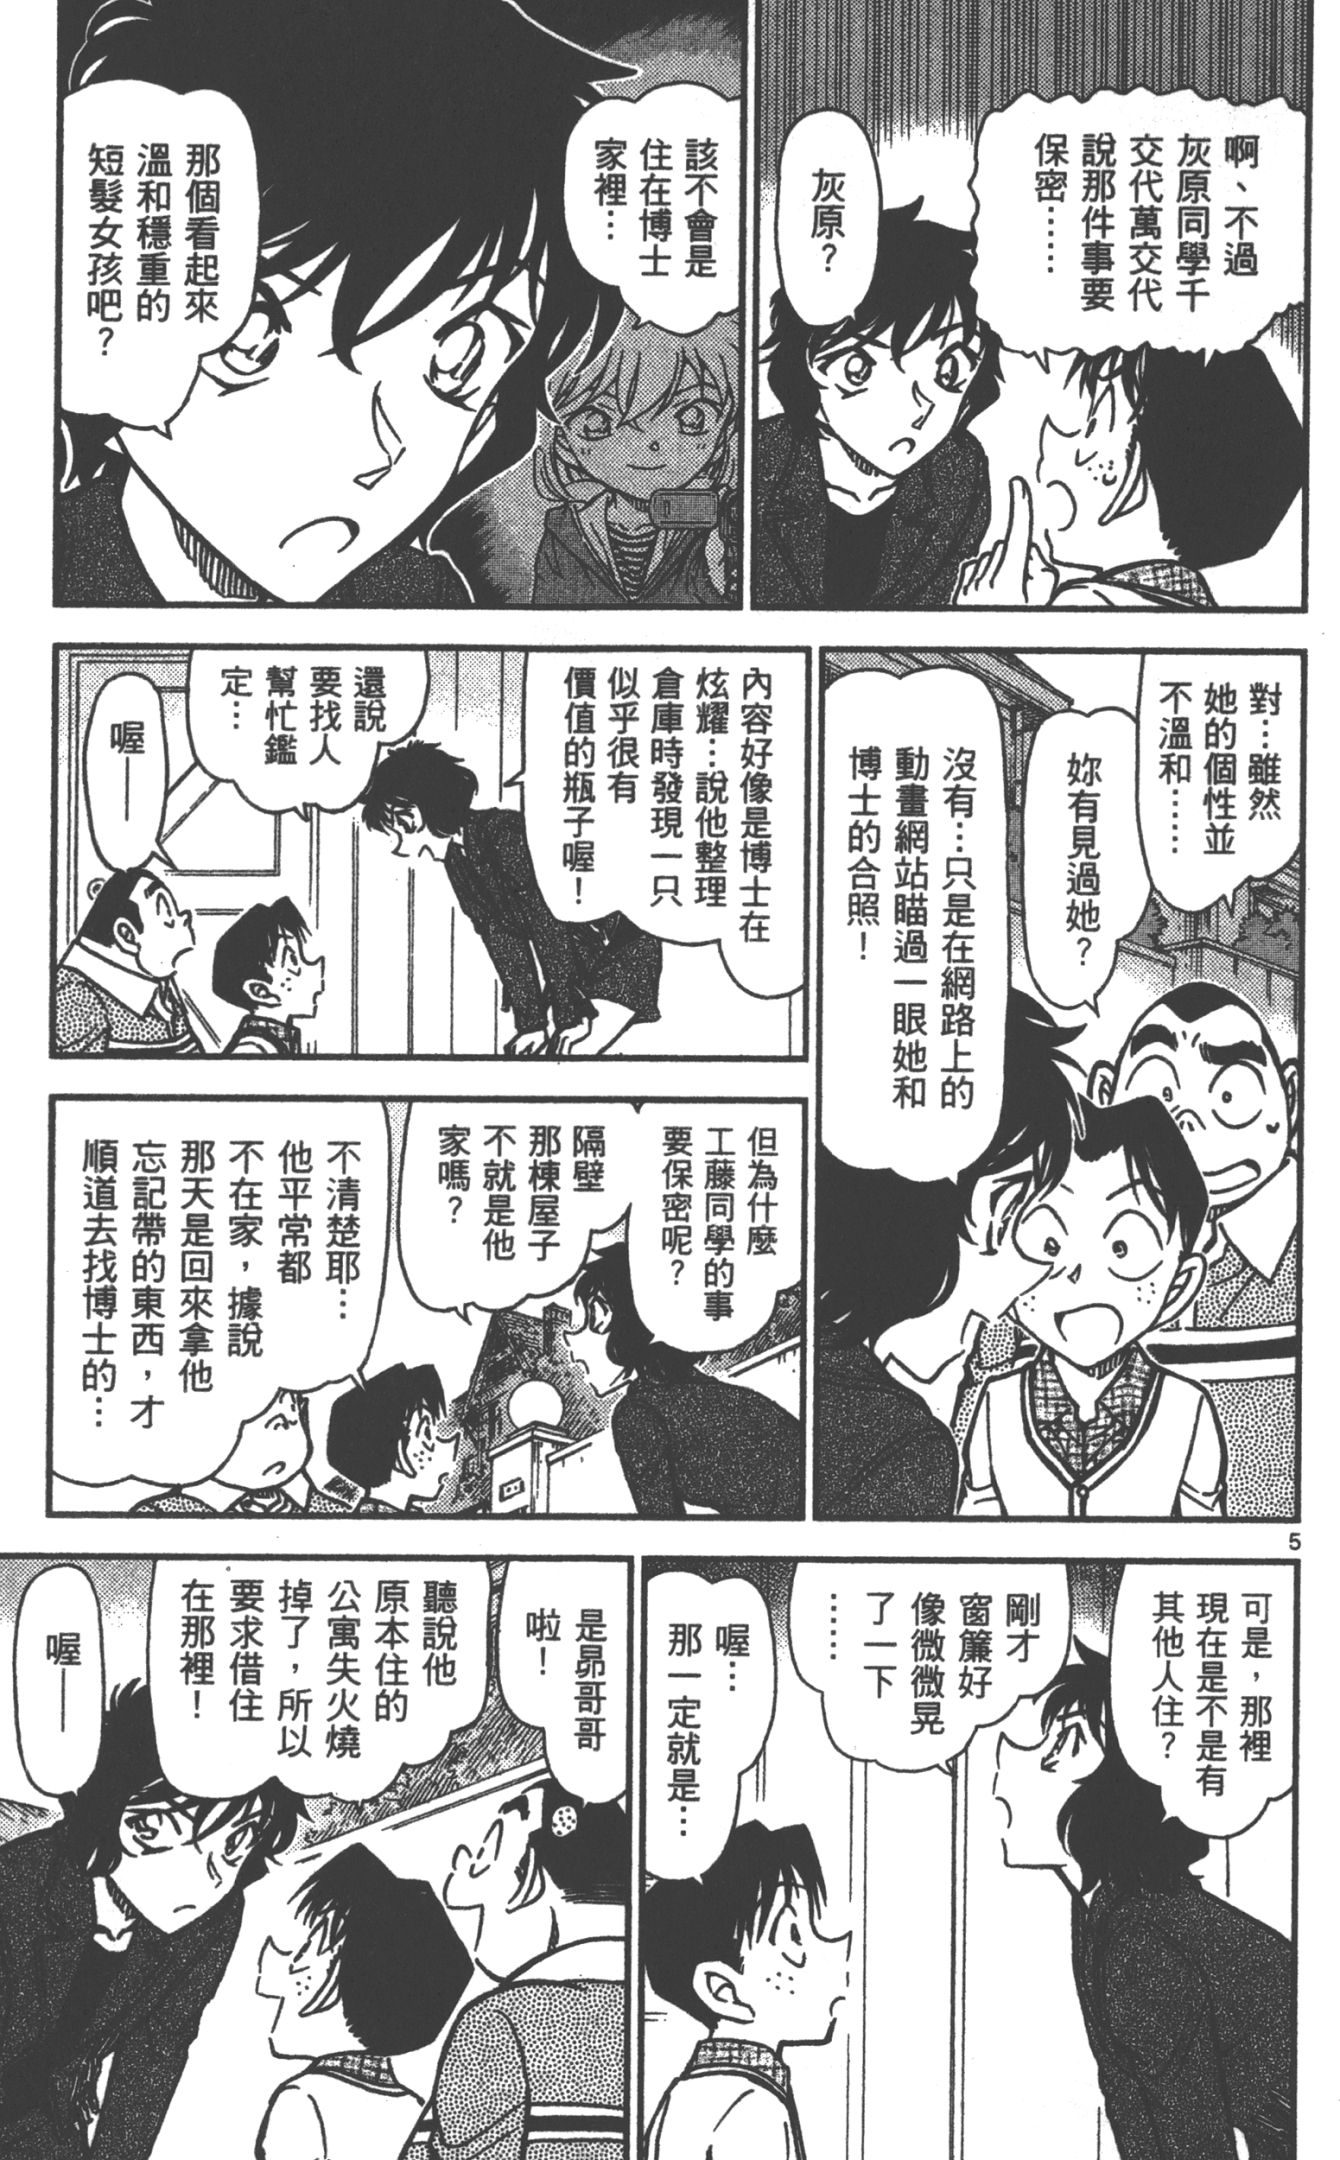 啊、不過
灰原同學千
交代萬交代
說那件事要
保密……
灰原？
該不會是
住在博士
家裡…
那個看起來
溫和穩重的
短髮女孩吧？
對…雖然
她的個性並
不溫和……
妳有見過她？
沒有…只是在網路上的
動畫網站瞄過一眼她和
博士的合照！
內容好像是博士在
炫耀…說他整理
倉庫時發現一只
似乎很有
價值的瓶子喔！
還說
要找人
幫忙鑑
定…
喔——
但為什麼
工藤同學的事
要保密呢？
隔壁
那棟屋子
不就是他
家嗎？
不清楚耶…
他平常都
不在家，據說
那天是回來拿他
忘記帶的東西，才
順道去找博士的…
5
可是，那裡
現在是不是有
其他人住？
剛才
窗簾好
像微微晃
了一下
……
喔…
那一定就是…
是昴哥哥
啦！
聽說他
原本住的
公寓失火燒
掉了，所以
要求借住
在那裡！
喔——